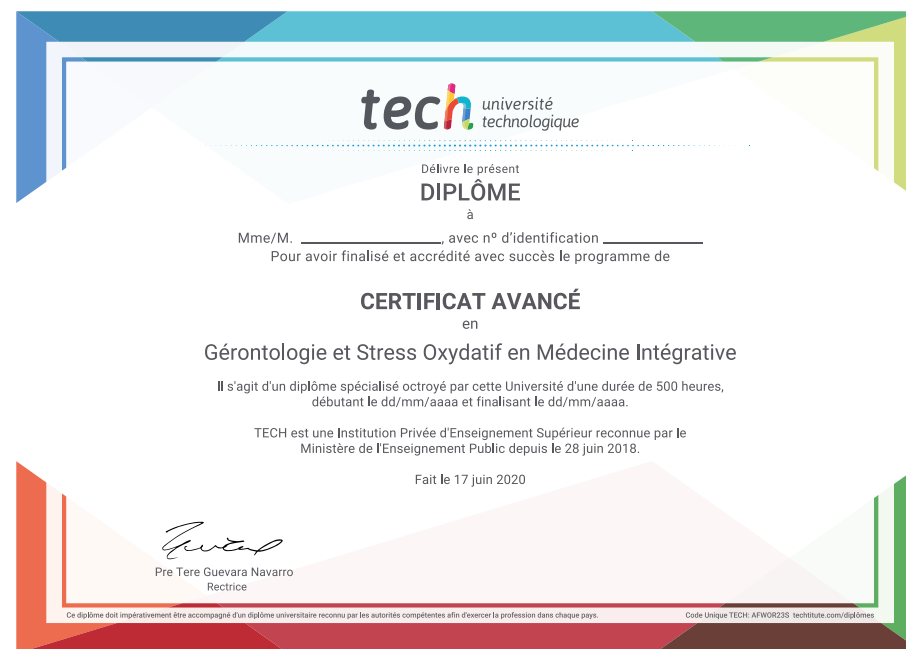 tech université
technologique
Délivre le présent
DIPLÔME
à
Mme/M. ____________________, avec nº d'identification ______________
Pour avoir finalisé et accrédité avec succès le programme de
CERTIFICAT AVANCÉ
en
Gérontologie et Stress Oxydatif en Médecine Intégrative
Il s'agit d'un diplôme spécialisé octroyé par cette Université d'une durée de 500 heures,
débutant le dd/mm/aaaa et finalisant le dd/mm/aaaa.
TECH est une Institution Privée d'Enseignement Supérieur reconnue par le
Ministère de l'Enseignement Public depuis le 28 juin 2018.
Fait le 17 juin 2020
Pre Tere Guevara Navarro
Rectrice
Ce diplôme doit impérativement être accompagné d'un diplôme universitaire reconnu par les autorités compétentes afin d'exercer la profession dans chaque pays.
Code Unique TECH: AFWOR23S techtitute.com/diplômes